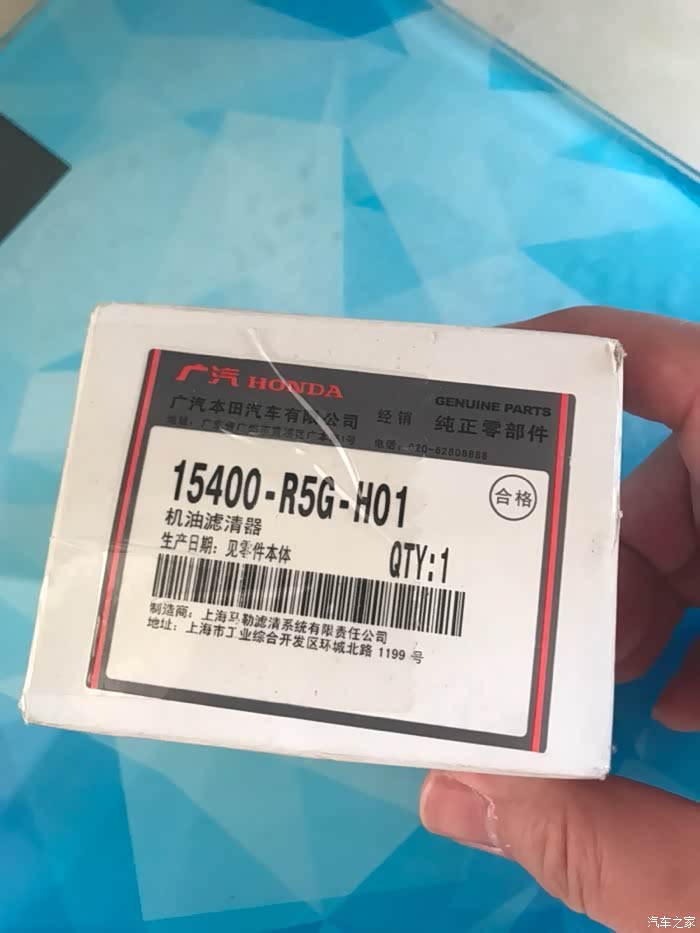 广汽 HONDA
GENUINE PARTS
广汽本田汽车有限公司 经销 纯正零部件
电话:020-82808888
15400-R5G-H01
合格
机油滤清器
生产日期:见零件本体
QTY:1
制造商:上海马勒滤清系统有限责任公司
地址:上海市工业综合开发区环城北路 1199 号
汽车之家